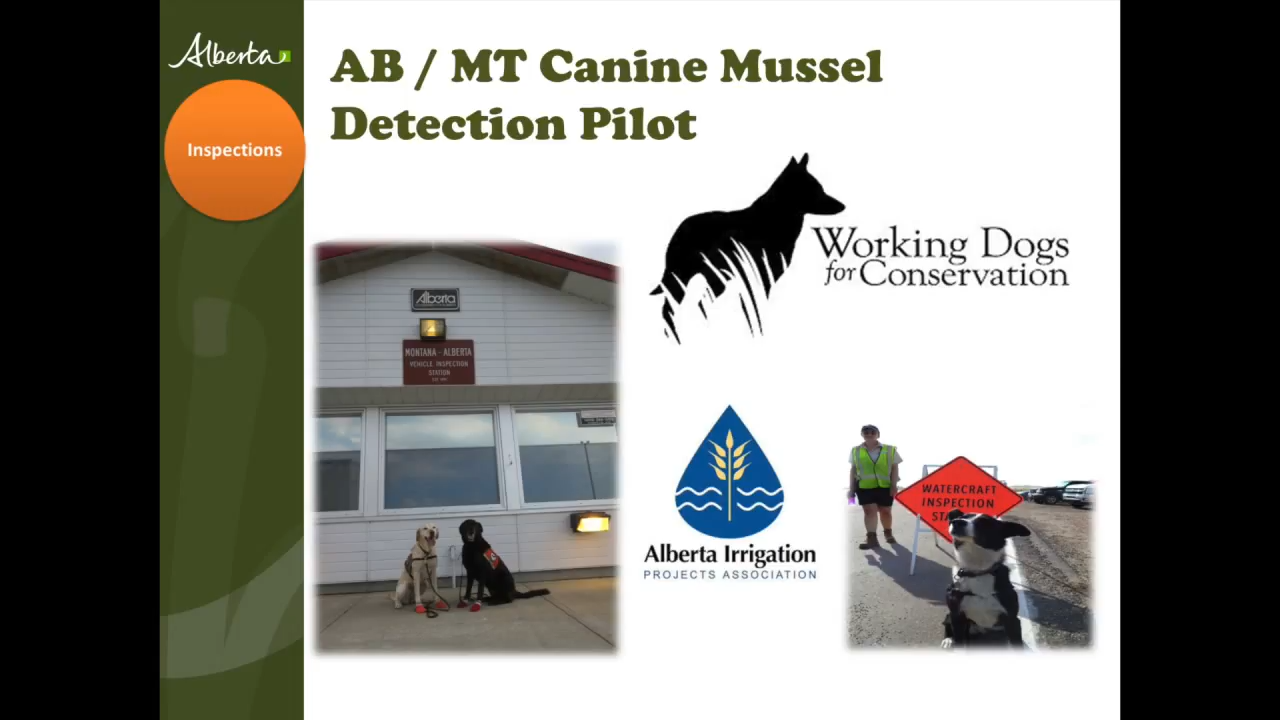 Alberta
Inspections
AB / MT Canine Mussel
Detection Pilot
Working Dogs
for Conservation
Alberta
MONTANA - ALBERTA
VEHICLE INSPECTION
STATION
Alberta Irrigation
PROJECTS ASSOCIATION
WATERCRAFT
INSPECTION